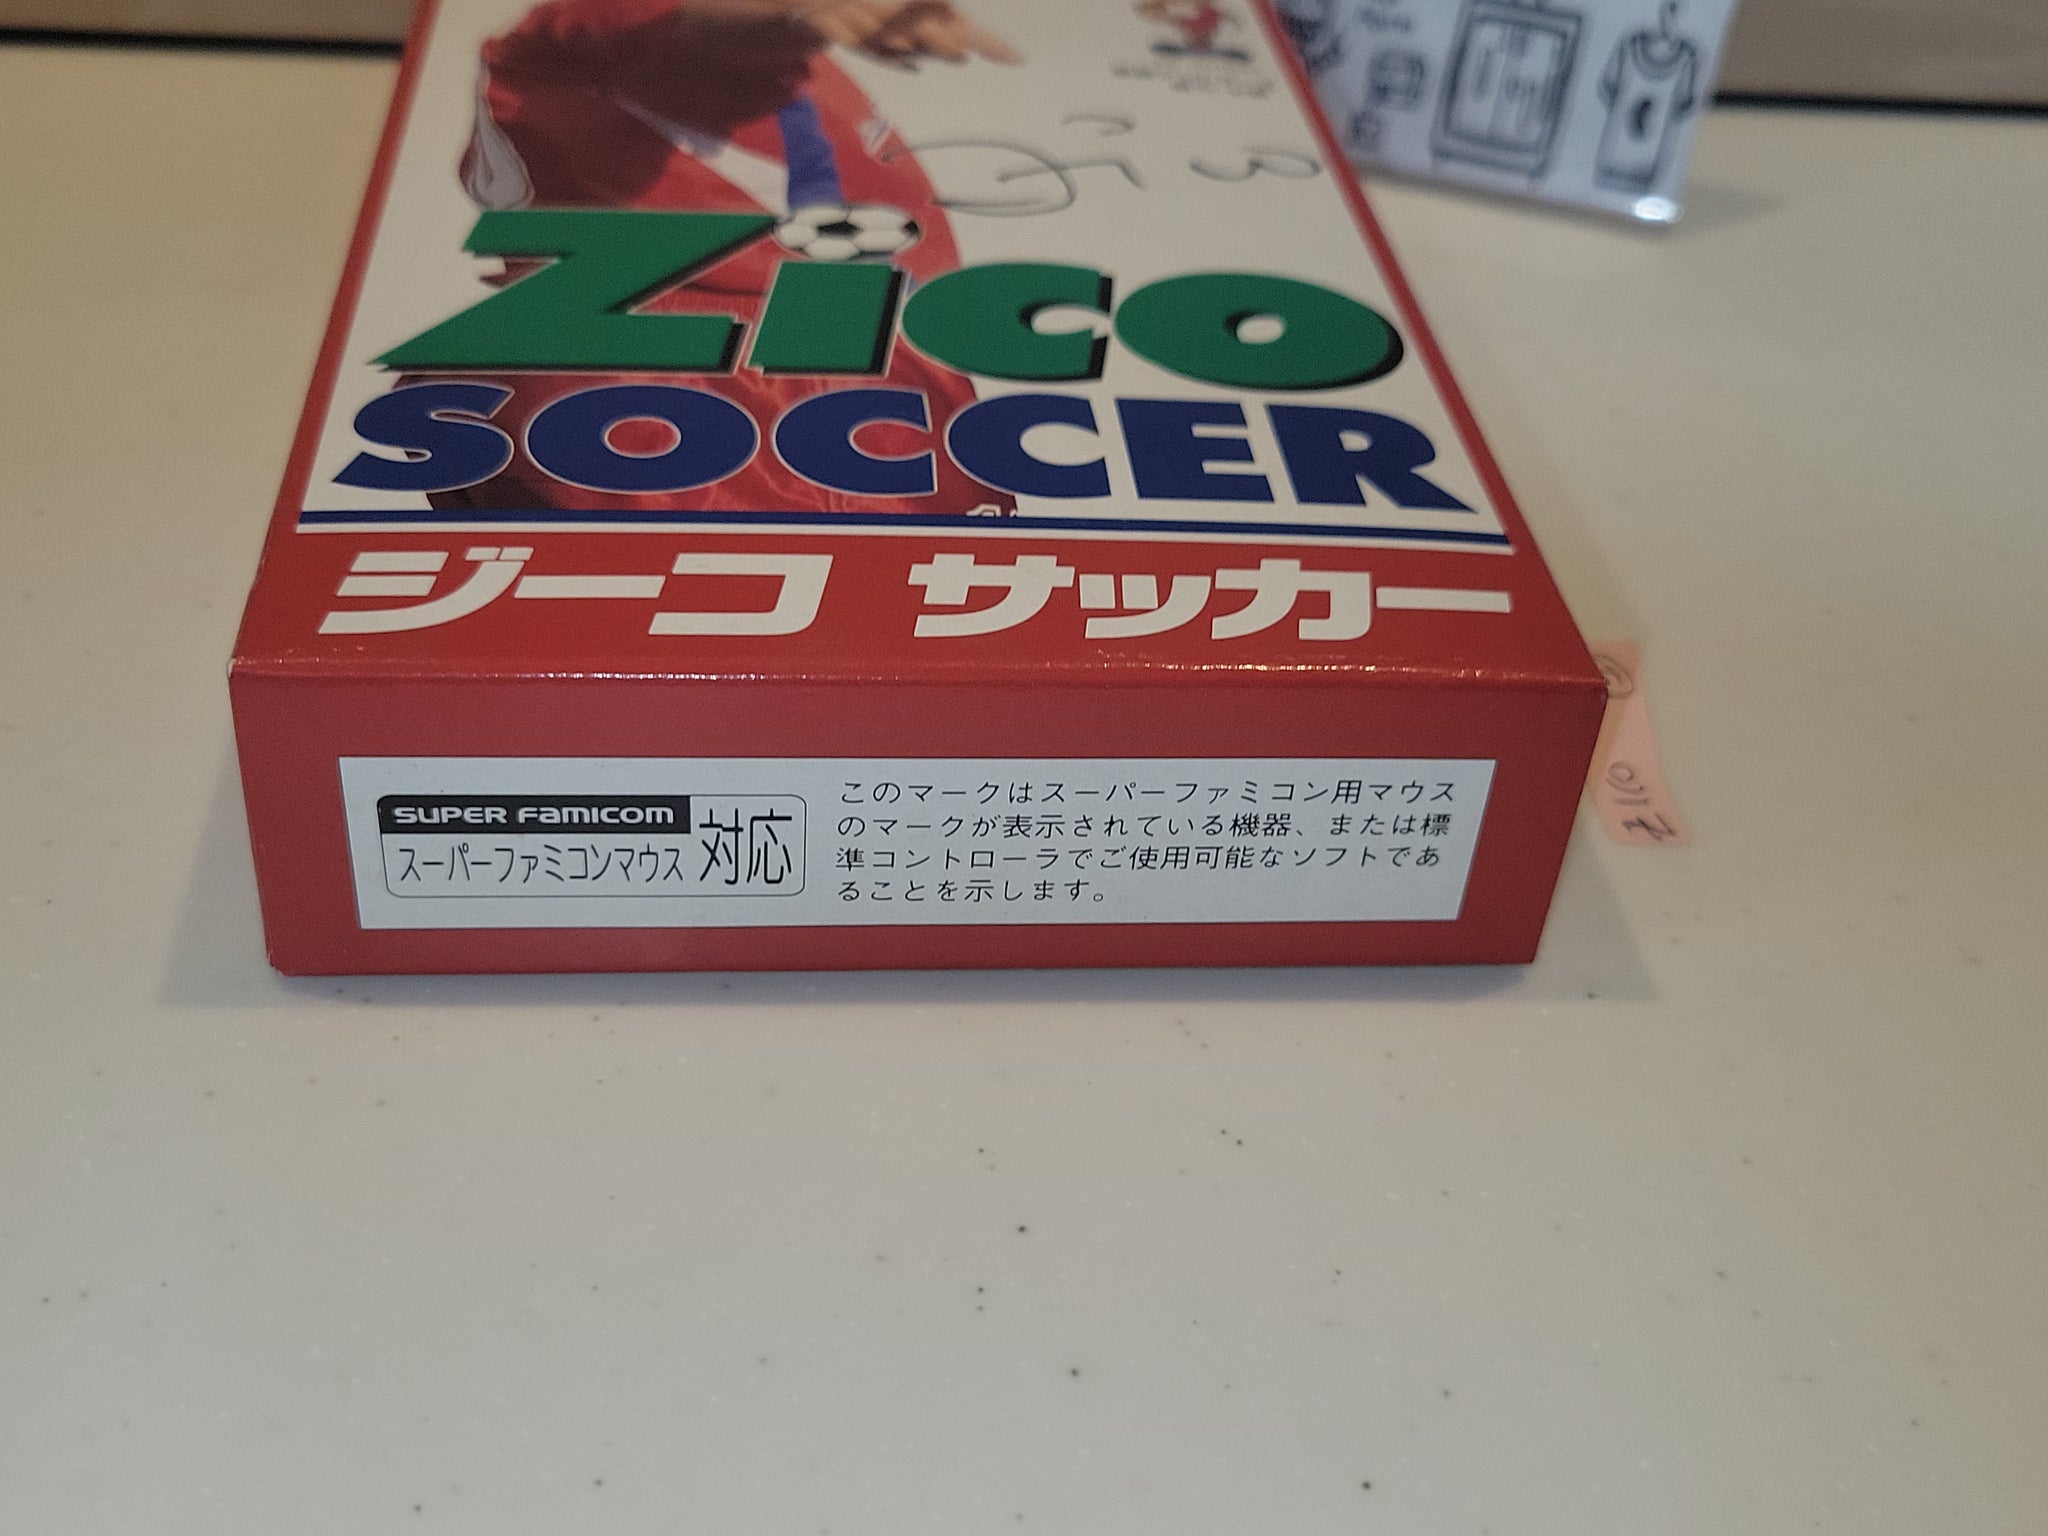 ZICO
SOCCER
ジーコ サッカー
SUPER FAMICOM
スーパーファミコンマウス 対応
このマークはスーパーファミコン用マウス
のマークが表示されている機器、または標
準コントローラでご使用可能なソフトであ
ることを示します。